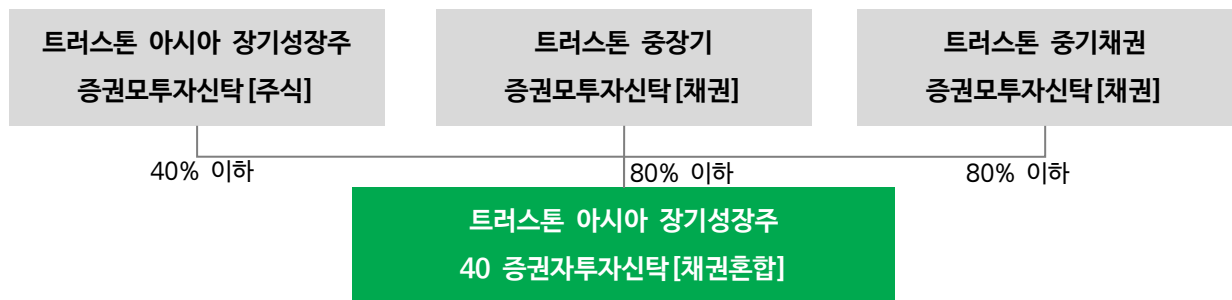 트러스톤 아시아 장기성장주
증권모투자신탁[주식]
트러스톤 중장기
증권모투자신탁[채권]
트러스톤 중기채권
증권모투자신탁[채권]
40% 이하
80% 이하
80% 이하
트러스톤 아시아 장기성장주
40 증권자투자신탁[채권혼합]